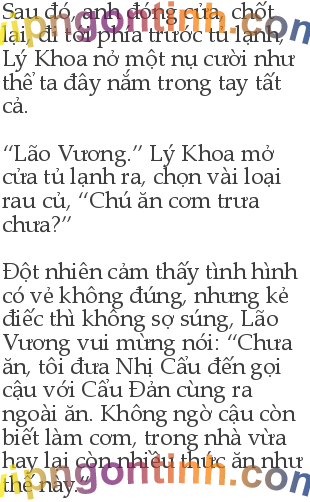 Sau đó, anh đóng cửa, chốt
lại, đi tới phía trước tủ lạnh,
Lý Khoa nở một nụ cười như
thể ta đây nắm trong tay tất
cả.
“Lão Vương.” Lý Khoa mở
cửa tủ lạnh ra, chọn vài loại
rau củ, “Chú ăn cơm trưa
chưa?”
Đột nhiên cảm thấy tình hình
có vẻ không đúng, nhưng kẻ
điếc thì không sợ súng, Lão
Vương vui mừng nói: “Chưa
ăn, tôi đưa Nhị Cẩu đến gọi
cậu với Cẩu Đản cùng ra
ngoài ăn. Không ngờ cậu còn
biết làm cơm, trong nhà vừa
hay lại còn nhiều thức ăn như
thế này.”
vipngontinh.com
vipngontinh.com